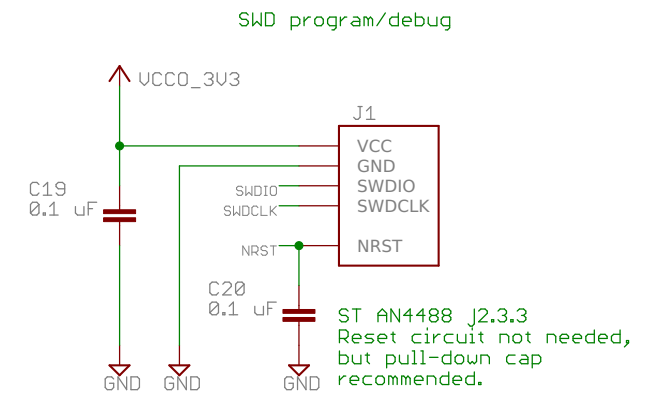 SWD program/debug
VCCO_3V3
J1
VCC
GND
SWDIO
SWDIO
SWDCLK
SWDCLK
C19
0.1 uF
NRST
NRST
C20
0.1 uF
ST AN4488 J2.3.3
Reset circuit not needed,
but pull-down cap
recommended.
GND
GND
GND